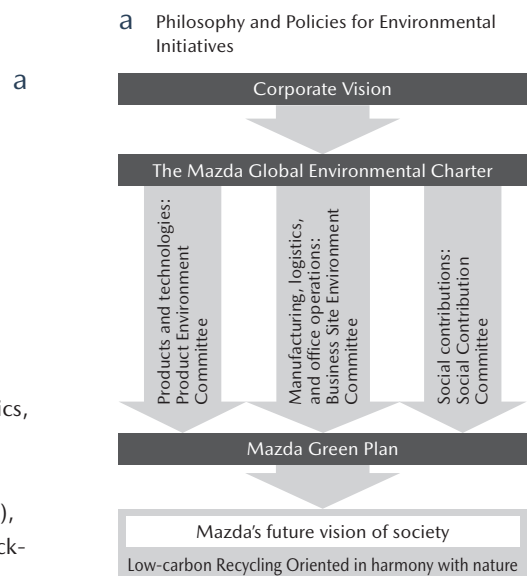 a Philosophy and Policies for Environmental
Initiatives
a
Corporate Vision
The Mazda Global Environmental Charter
Products and technologies:
Product Environment
Committee
Manufacturing, logistics,
and office operations:
Business Site Environment
Committee
Social contributions:
Social Contribution
Committee
Mazda Green Plan
Mazda's future vision of society
Low-carbon Recycling Oriented in harmony with nature